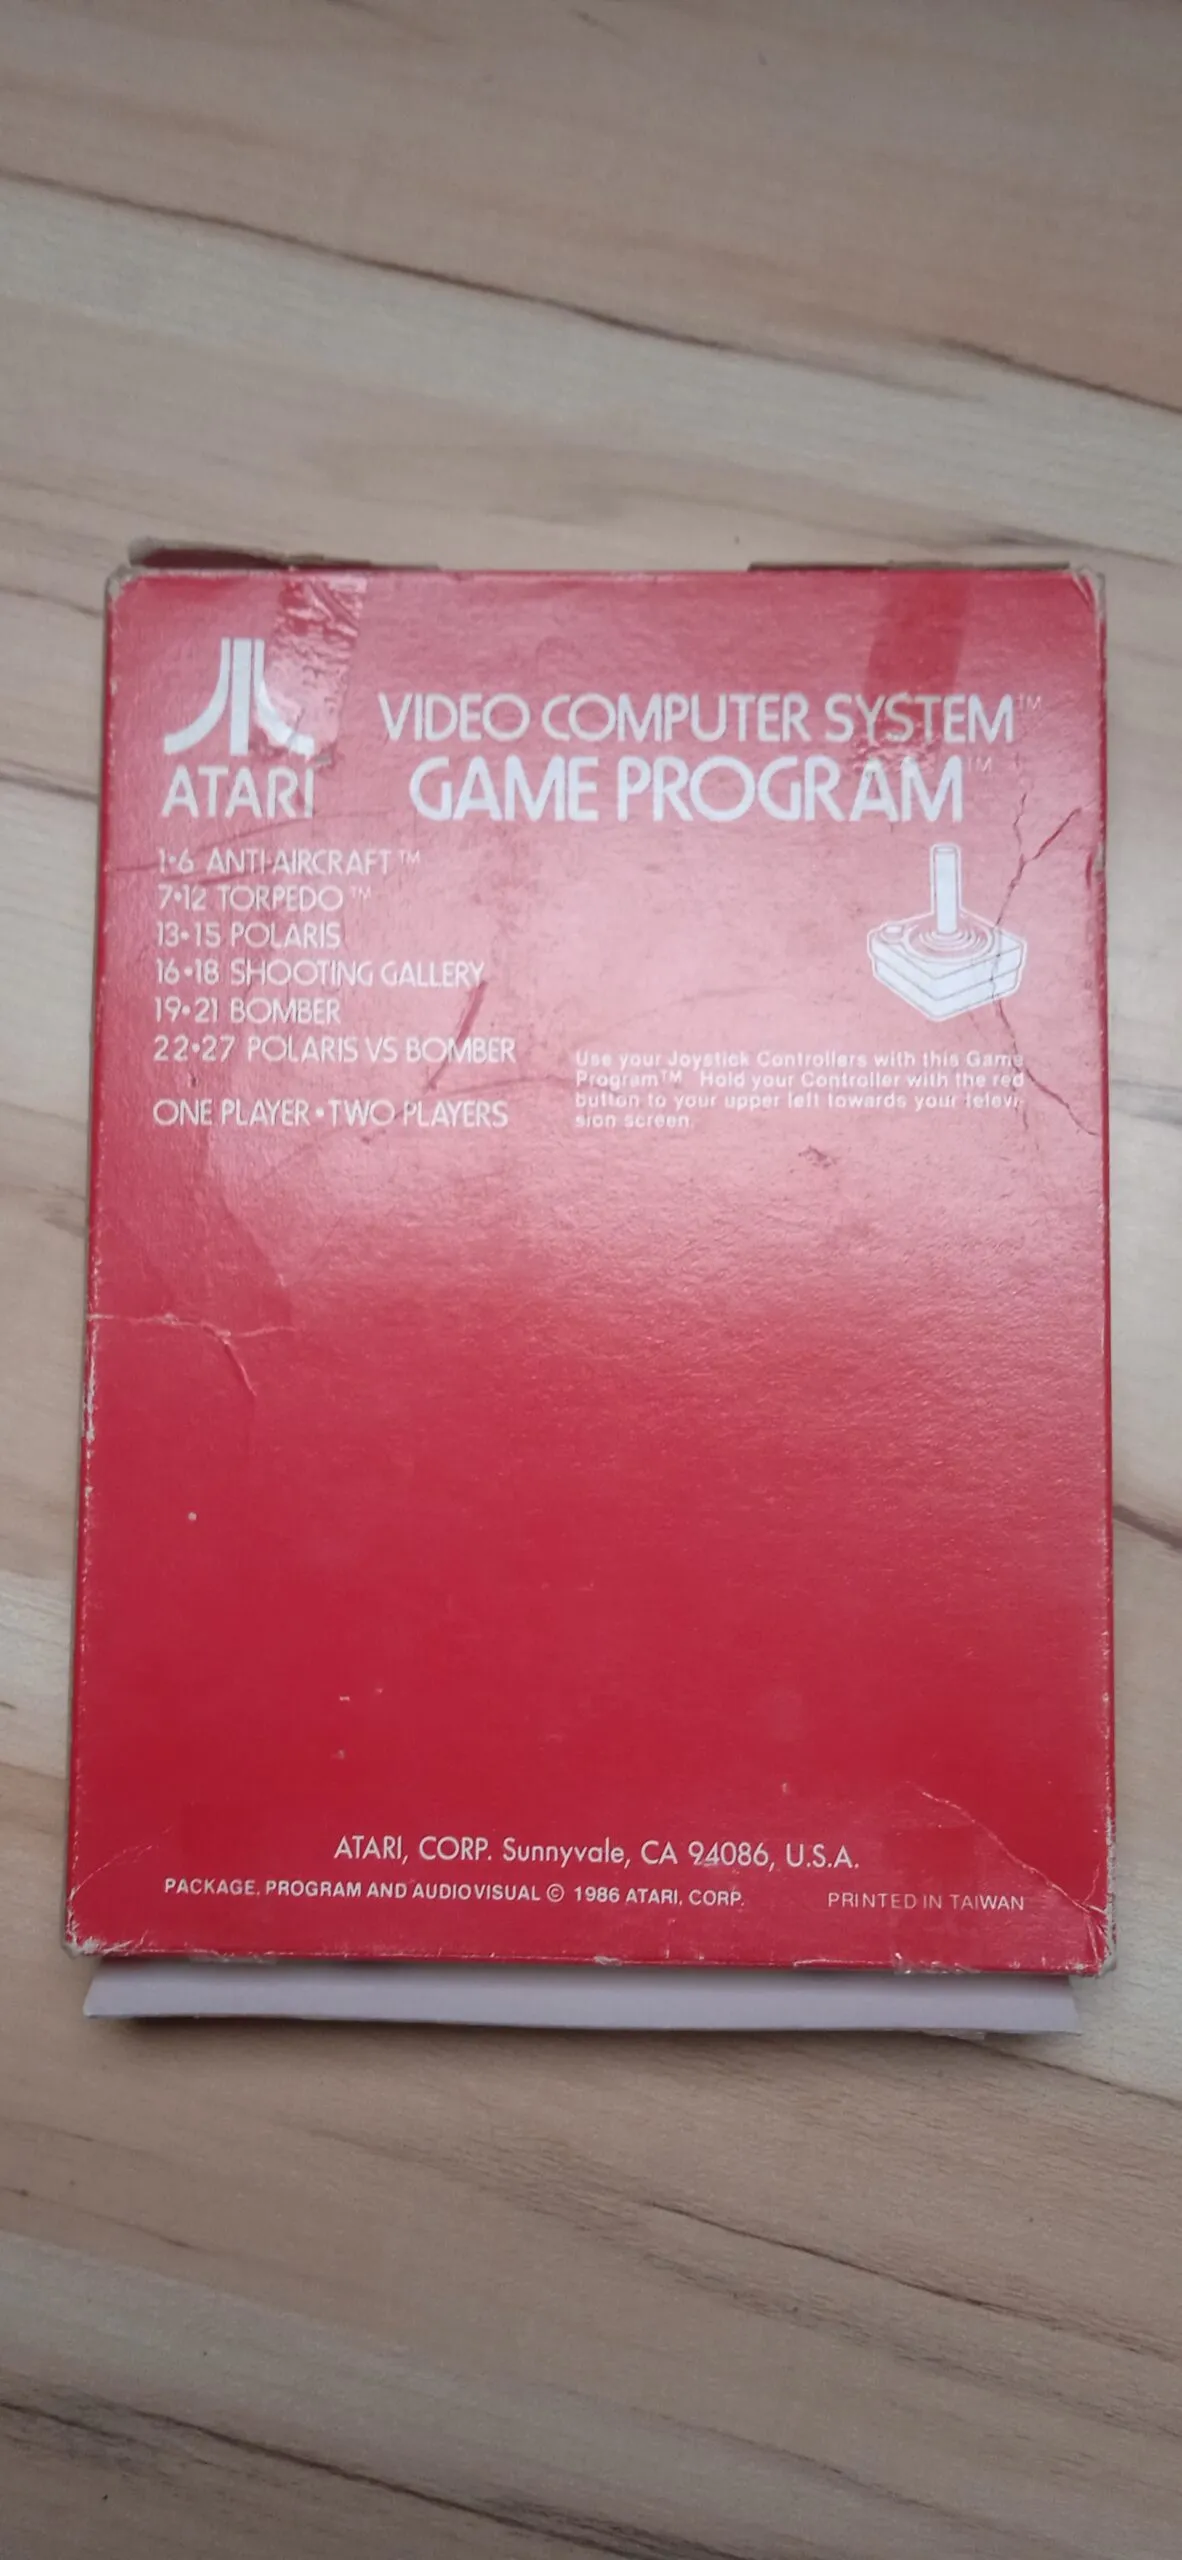 VIDEO COMPUTER SYSTEM™
ATARI GAME PROGRAM™
1•6 ANTI-AIRCRAFT™
7•12 TORPEDO™
13•15 POLARIS
16•18 SHOOTING GALLERY
19•21 BOMBER
22•27 POLARIS VS BOMBER
ONE PLAYER • TWO PLAYERS
Use your Joystick Controllers with this Game
Program™ Hold your Controller with the red
button to your upper left towards your televi-
sion screen.
ATARI, CORP. Sunnyvale, CA 94086, U.S.A.
PACKAGE, PROGRAM AND AUDIOVISUAL © 1986 ATARI, CORP.
PRINTED IN TAIWAN